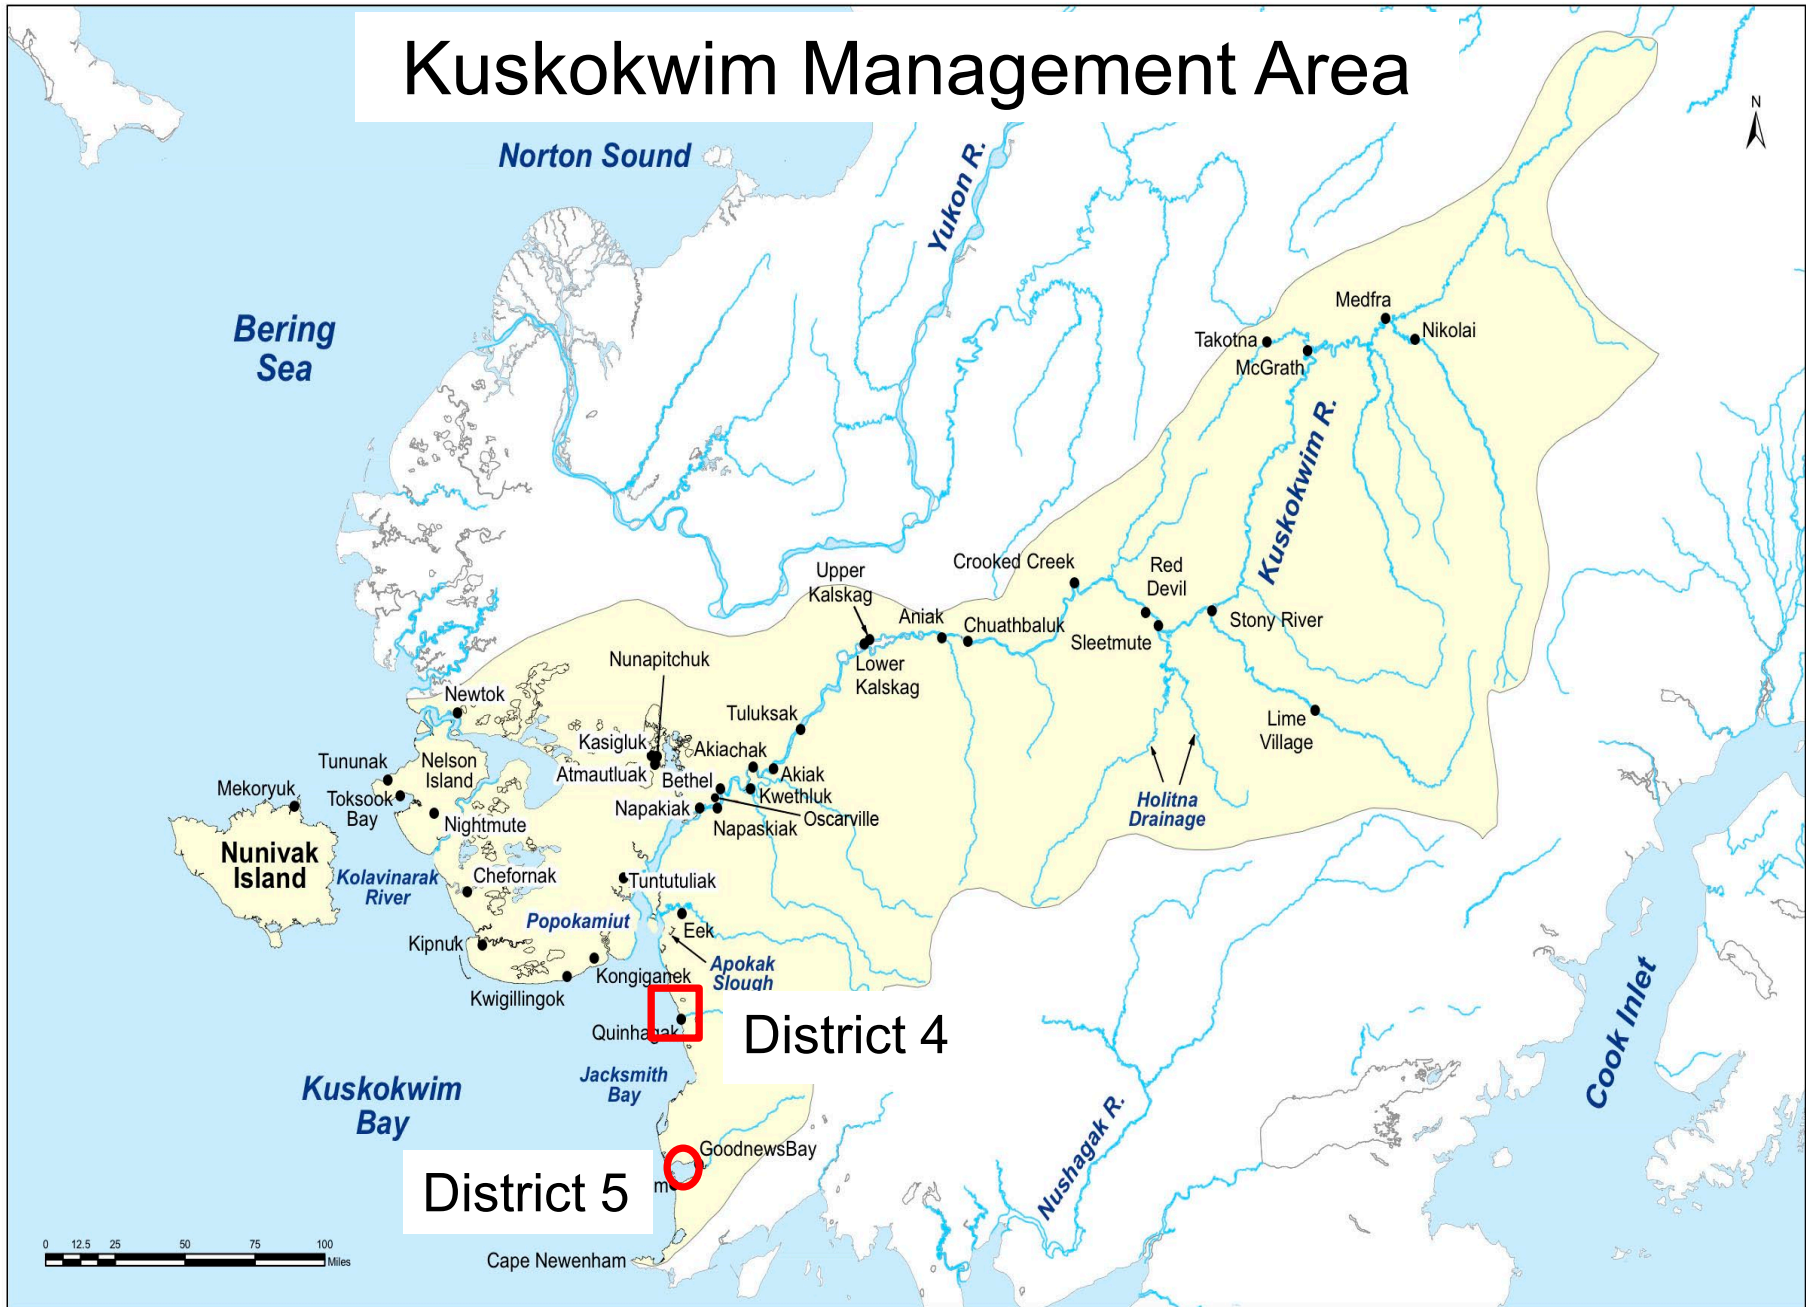 Kuskokwim Management Area
N
Norton Sound
Yukon R.
Bering
Sea
Medfra
Nikolai
Takotna
McGrath
Kuskokwim R.
Crooked Creek
Red
Devil
Upper
Kalskag
Aniak
Chuathbaluk
Stony River
Sleetmute
Lower
Kalskag
Nunapitchuk
Newtok
Tuluksak
Lime
Village
Kasigluk
Akiachak
Nelson
Island
Tununak
Atmautluak
Bethel
Akiak
Mekoryuk
Toksook
Bay
Kwethluk
Holitna
Drainage
Napakiak
Oscarville
Nightmute
Napaskiak
Nunivak
Island
Kolavinarak
River
Chefornak
Tuntutuliak
Popokamiut
Eek
Kipnuk
Apokak
Slough
Kongiganek
Kwigillingok
Quinhagak
District 4
Cook Inlet
Jacksmith
Bay
Kuskokwim
Bay
Nushagak R.
GoodnewsBay
District 5
Cape Newenham
0 12.5 25 50 75 100
Miles